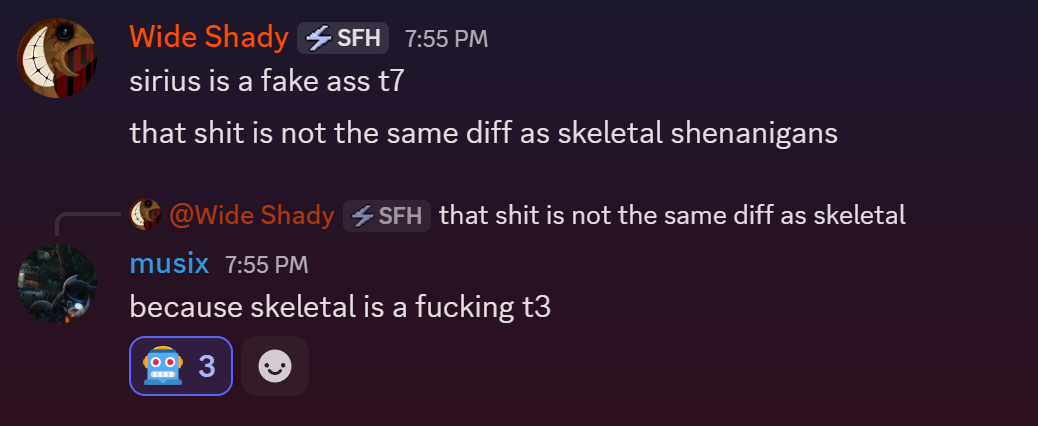 Wide Shady SFH 7:55 PM
sirius is a fake ass t7
that shit is not the same diff as skeletal shenanigans
@Wide Shady SFH that shit is not the same diff as skeletal
musix 7:55 PM
because skeletal is a fucking t3
3